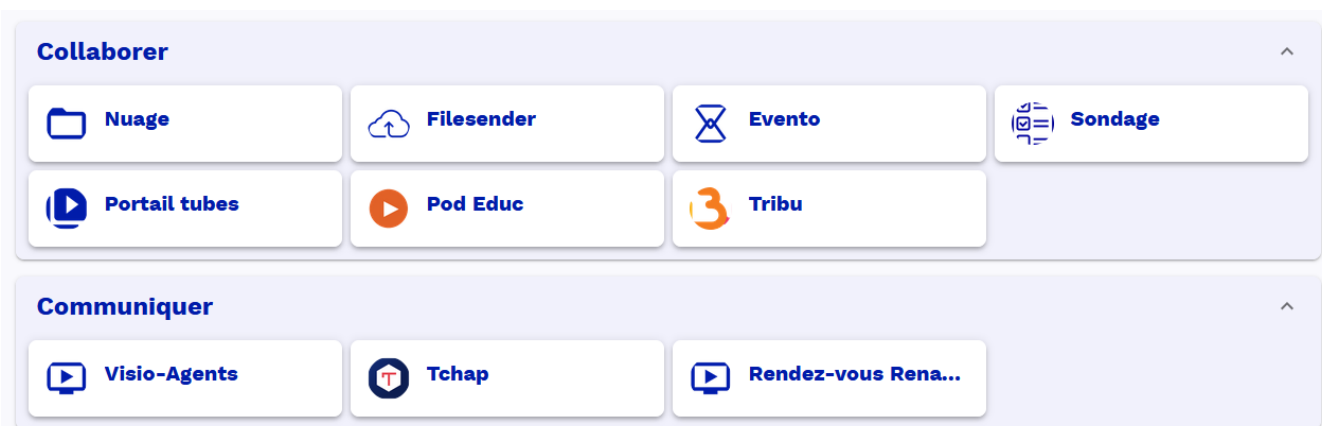 Collaborer
Nuage
Filesender
Evento
Sondage
Portail tubes
Pod Educ
Tribu
Communiquer
Visio-Agents
Tchap
Rendez-vous Rena...